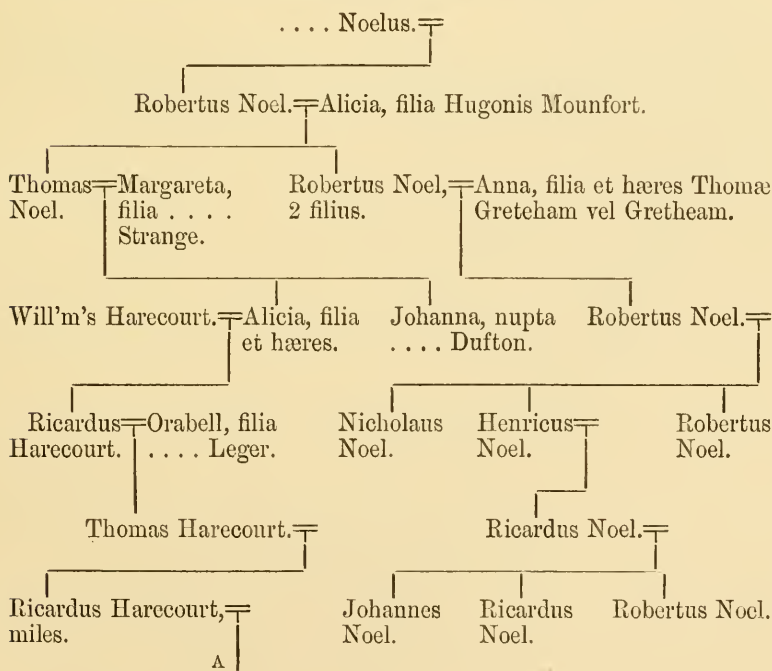 .... Noelus.
Robertus Noel. Alicia, filia Hugonis Mounfort.
Thomas Noel.
Margareta, filia .... Strange.
Robertus Noel, 2 filius.
Anna, filia et hæres Thomæ Greteham vel Gretheam.
Will'm's Harecourt. Alicia, filia et hæres.
Johanna, nupta .... Dufton.
Robertus Noel.
Ricardus Harecourt.
Orabell, filia .... Leger.
Nicholaus Noel.
Henricus Noel.
Robertus Noel.
Thomas Harecourt.
Ricardus Noel.
Ricardus Harecourt, miles.
Johannes Noel.
Ricardus Noel.
Robertus Noel.
A